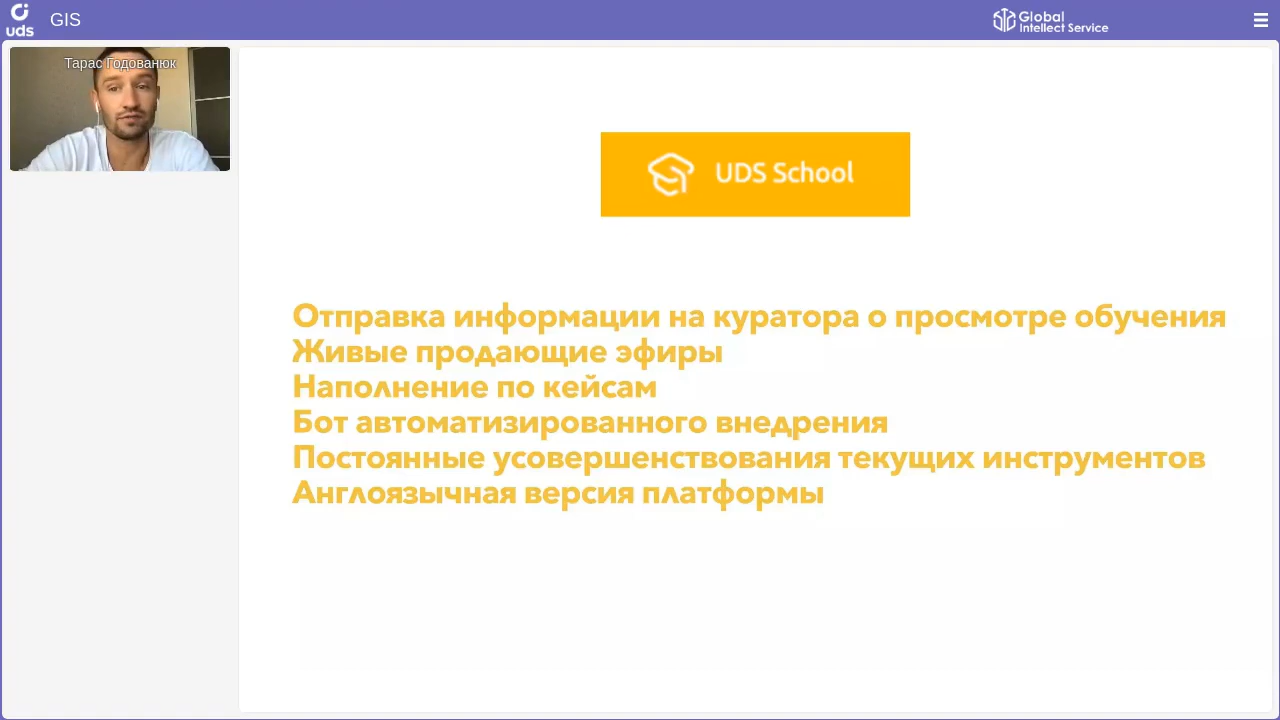 uds
GIS
Global
Intellect Service
Тарас Годованюк
UDS School
Отправка информации на куратора о просмотре обучения
Живые продающие эфиры
Наполнение по кейсам
Бот автоматизированного внедрения
Постоянные усовершенствования текущих инструментов
Англоязычная версия платформы